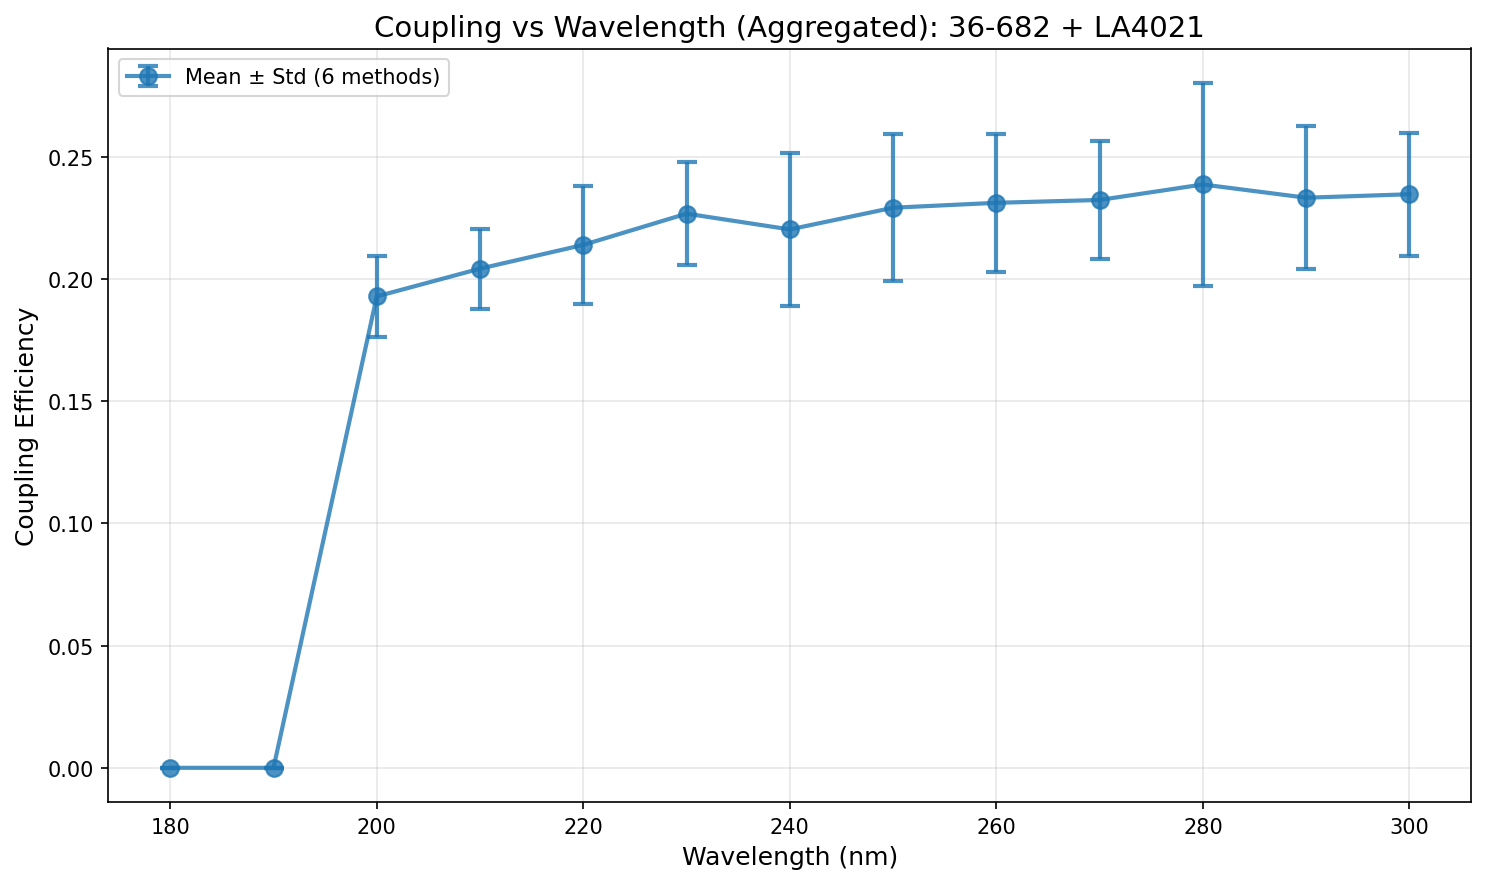 Coupling vs Wavelength (Aggregated): 36-682 + LA4021
Mean ± Std (6 methods)
0.25
0.20
0.15
0.10
0.05
0.00
Coupling Efficiency
180 200 220 240 260 280 300
Wavelength (nm)